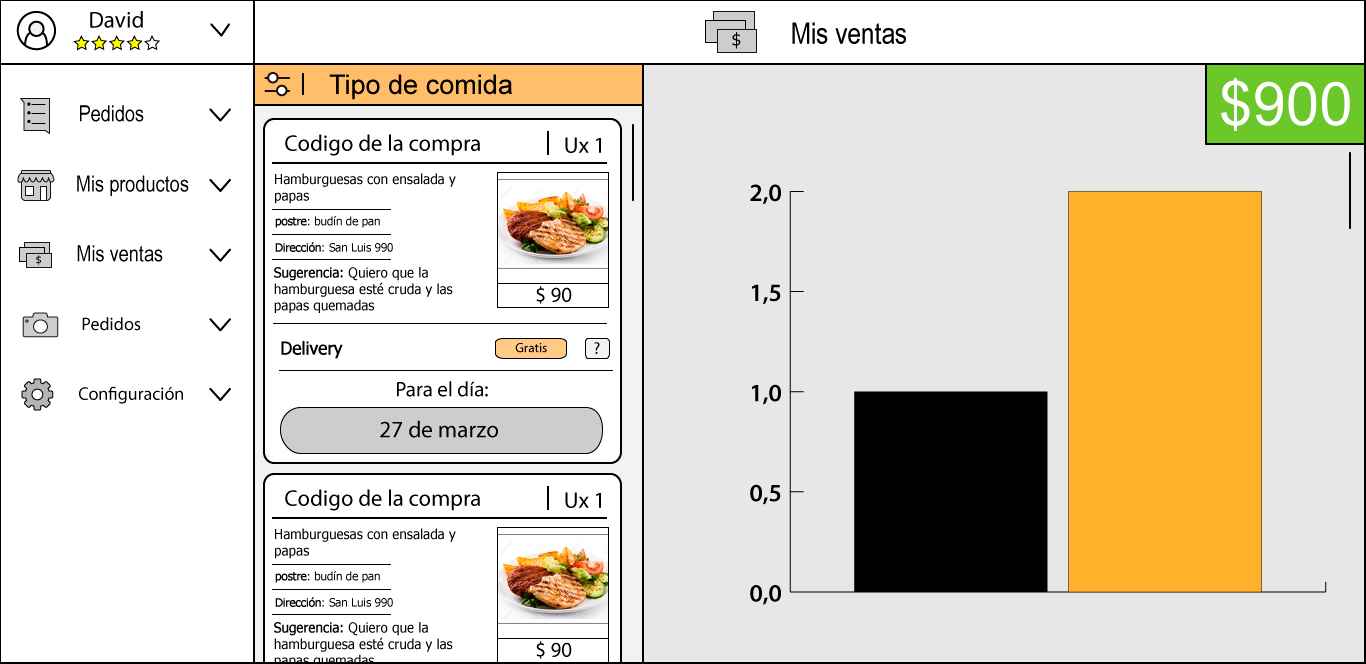 David
Mis ventas
$
Pedidos
Mis productos
Mis ventas
$
Pedidos
Configuración
Tipo de comida
Codigo de la compra
Ux 1
Hamburguesas con ensalada y
papas
postre: budín de pan
Dirección: San Luis 990
Sugerencia: Quiero que la
hamburguesa esté cruda y las
papas quemadas
$ 90
Delivery
Gratis
?
Para el día:
27 de marzo
Codigo de la compra
Ux 1
Hamburguesas con ensalada y
papas
postre: budín de pan
Dirección: San Luis 990
Sugerencia: Quiero que la
hamburguesa esté cruda y las
papas quemadas
$ 90
$900
2,0
1,5
1,0
0,5
0,0